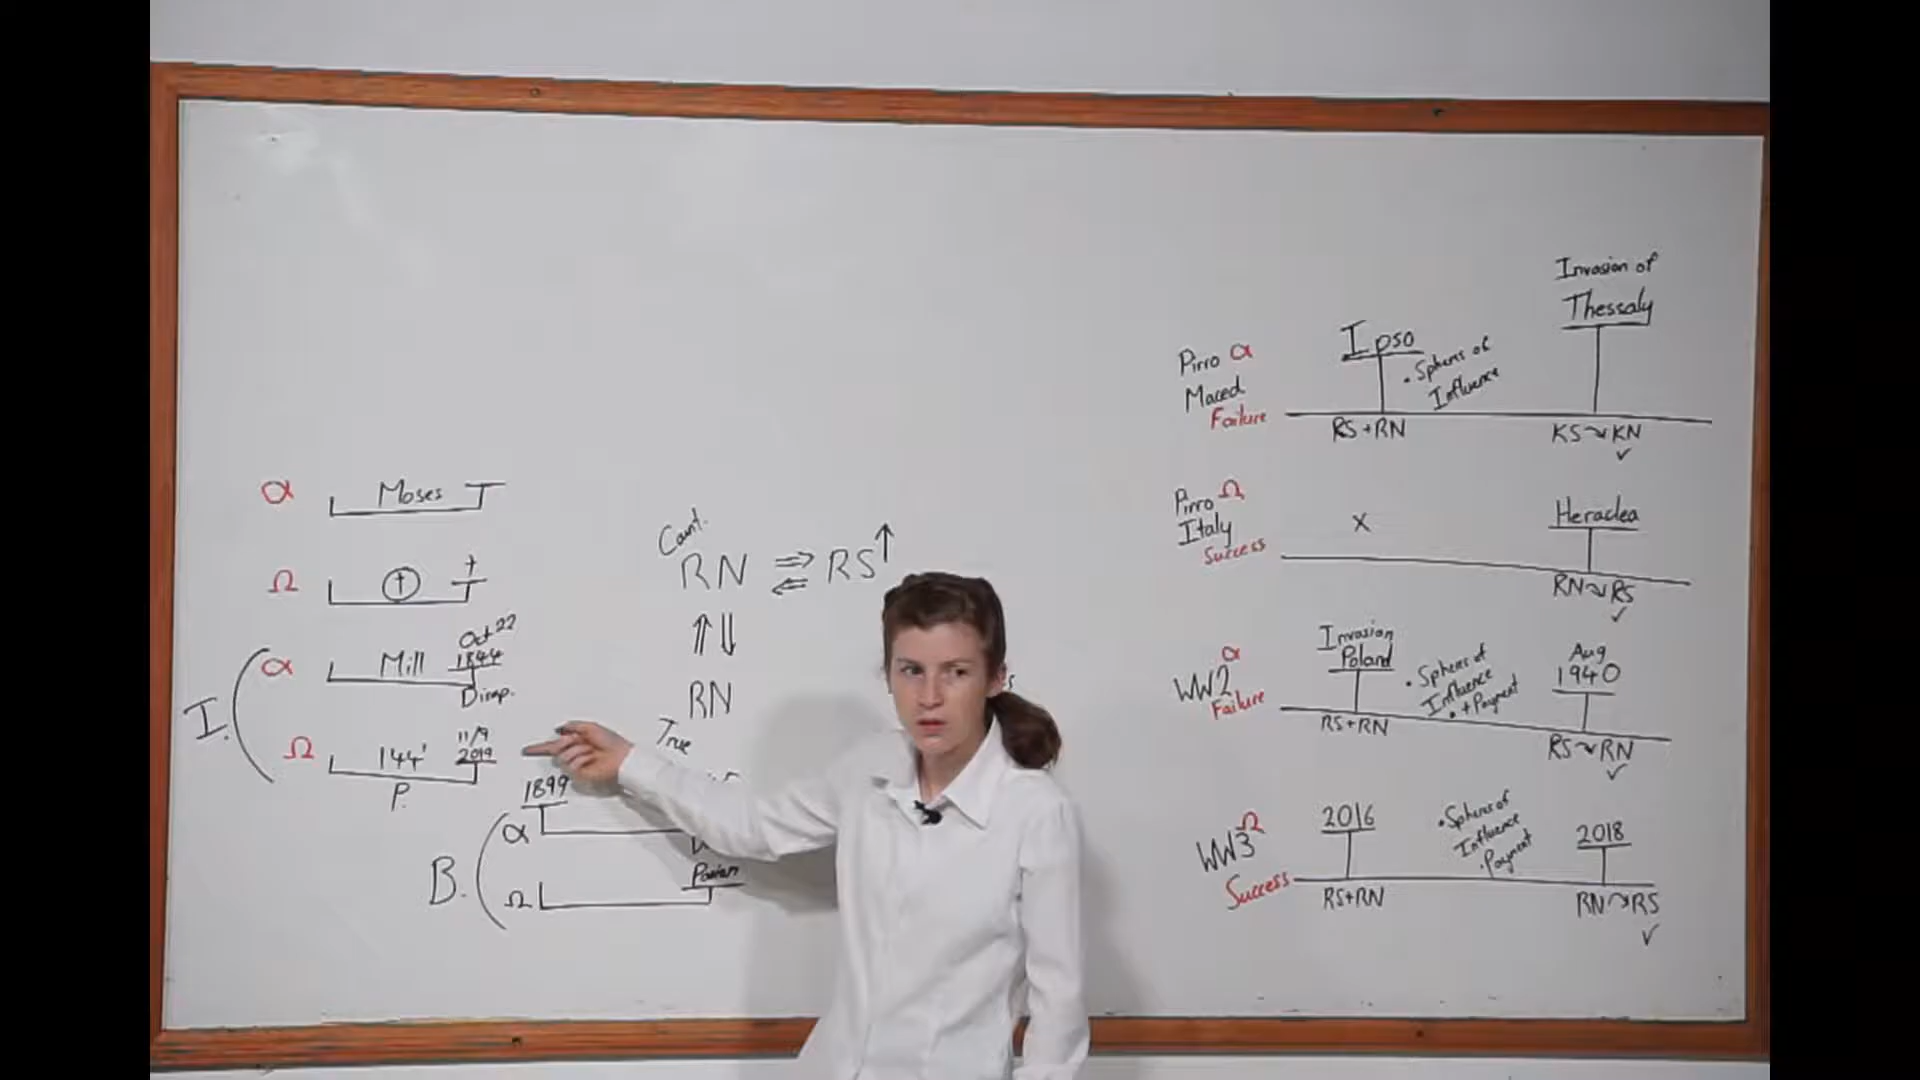 α Moses
Ω
Oct 22
α Mill 1844
Disap.
I.
11/9
Ω 144' 2019
P.
Count.
RN ⇌ RS ↑
⇑⇓
RN
True
1899
α
B.
Panian
Ω
Invasion of
Thessaly
Pirro α
Maced
Failure
Ipso
• Spheres of
Influence
RS + RN
KS ↝ KN
✓
Pirro Ω
Italy
Success
X
Heraclea
RN ↝ RS
✓
α
WW2
Failure
Invasion
Poland
• Spheres of
Influence
• + Payment
Aug
1940
RS + RN
RS ↝ RN
✓
Ω
WW3
Success
2016
• Spheres of
Influence
• Payment
2018
RS + RN
RN ↝ RS
✓